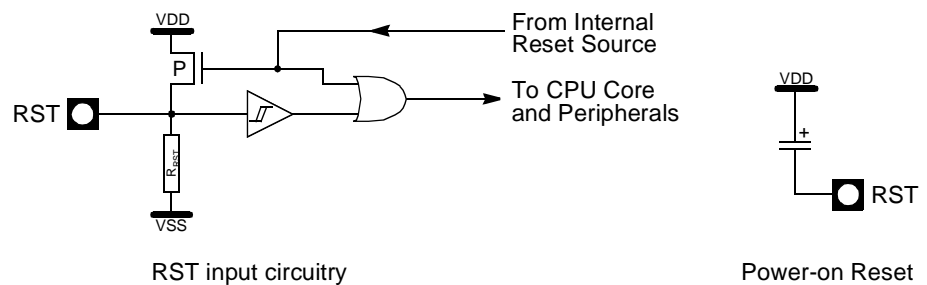 VDD
From Internal
Reset Source
P
To CPU Core
and Peripherals
RST
RRST
VSS
VDD
+
RST
RST input circuitry
Power-on Reset